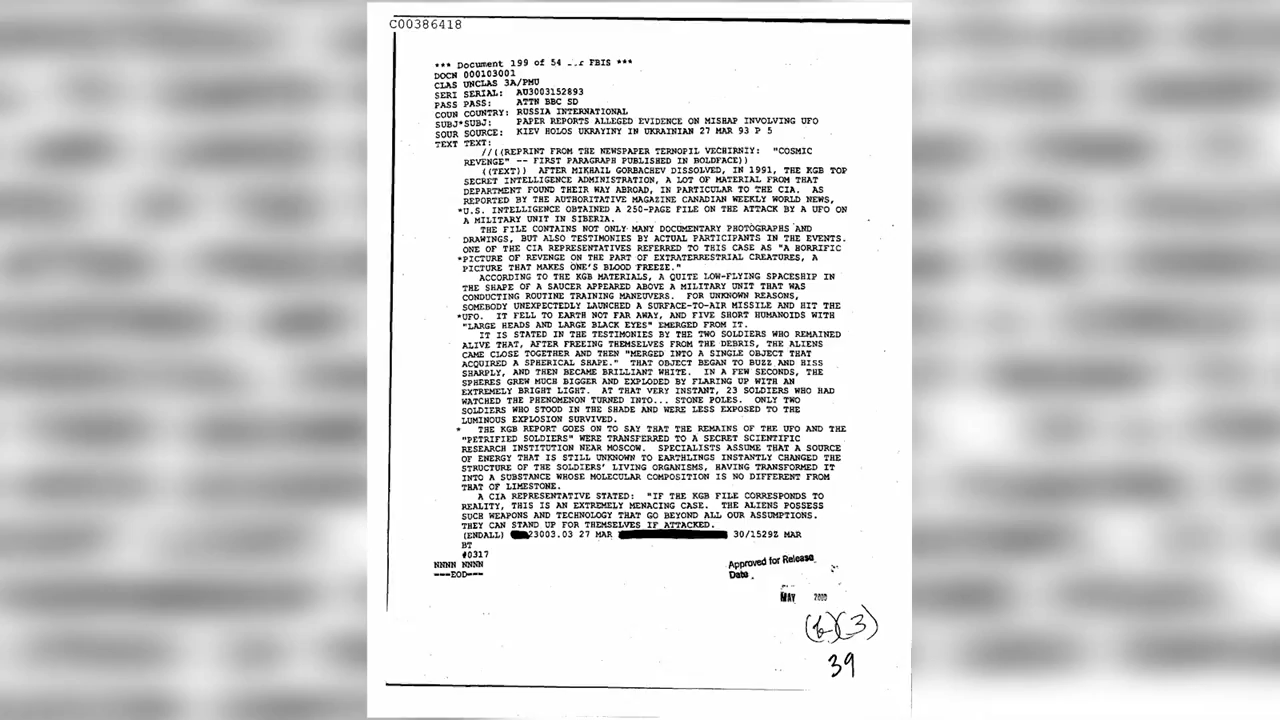 C00386418
*** Document 199 of 54 FBIS ***
DOCN 000103001
CLAS UNCLAS 3A/PMU
SERI SERIAL: AU3003152893
PASS PASS: ATTN BBC SD
COUN COUNTRY: RUSSIA INTERNATIONAL
SUBJ*SUBJ: PAPER REPORTS ALLEGED EVIDENCE ON MISHAP INVOLVING UFO
SOUR SOURCE: KIEV HOLOS UKRAYINY IN UKRAINIAN 27 MAR 93 P 5
TEXT TEXT:
//((REPRINT FROM THE NEWSPAPER TERNOPIL VECHIRNIY: "COSMIC
REVENGE" -- FIRST PARAGRAPH PUBLISHED IN BOLDFACE))
((TEXT)) AFTER MIKHAIL GORBACHEV DISSOLVED, IN 1991, THE KGB TOP
SECRET INTELLIGENCE ADMINISTRATION, A LOT OF MATERIAL FROM THAT
DEPARTMENT FOUND THEIR WAY ABROAD, IN PARTICULAR TO THE CIA. AS
REPORTED BY THE AUTHORITATIVE MAGAZINE CANADIAN WEEKLY WORLD NEWS,
*U.S. INTELLIGENCE OBTAINED A 250-PAGE FILE ON THE ATTACK BY A UFO ON
A MILITARY UNIT IN SIBERIA.
THE FILE CONTAINS NOT ONLY MANY DOCUMENTARY PHOTOGRAPHS AND
DRAWINGS, BUT ALSO TESTIMONIES BY ACTUAL PARTICIPANTS IN THE EVENTS.
ONE OF THE CIA REPRESENTATIVES REFERRED TO THIS CASE AS "A HORRIFIC
*PICTURE OF REVENGE ON THE PART OF EXTRATERRESTRIAL CREATURES, A
PICTURE THAT MAKES ONE'S BLOOD FREEZE."
ACCORDING TO THE KGB MATERIALS, A QUITE LOW-FLYING SPACESHIP IN
THE SHAPE OF A SAUCER APPEARED ABOVE A MILITARY UNIT THAT WAS
CONDUCTING ROUTINE TRAINING MANEUVERS. FOR UNKNOWN REASONS,
SOMEBODY UNEXPECTEDLY LAUNCHED A SURFACE-TO-AIR MISSILE AND HIT THE
*UFO. IT FELL TO EARTH NOT FAR AWAY, AND FIVE SHORT HUMANOIDS WITH
"LARGE HEADS AND LARGE BLACK EYES" EMERGED FROM IT.
IT IS STATED IN THE TESTIMONIES BY THE TWO SOLDIERS WHO REMAINED
ALIVE THAT, AFTER FREEING THEMSELVES FROM THE DEBRIS, THE ALIENS
CAME CLOSE TOGETHER AND THEN "MERGED INTO A SINGLE OBJECT THAT
ACQUIRED A SPHERICAL SHAPE." THAT OBJECT BEGAN TO BUZZ AND HISS
SHARPLY, AND THEN BECAME BRILLIANT WHITE. IN A FEW SECONDS, THE
SPHERES GREW MUCH BIGGER AND EXPLODED BY FLARING UP WITH AN
EXTREMELY BRIGHT LIGHT. AT THAT VERY INSTANT, 23 SOLDIERS WHO HAD
WATCHED THE PHENOMENON TURNED INTO... STONE POLES. ONLY TWO
SOLDIERS WHO STOOD IN THE SHADE AND WERE LESS EXPOSED TO THE
LUMINOUS EXPLOSION SURVIVED.
* THE KGB REPORT GOES ON TO SAY THAT THE REMAINS OF THE UFO AND THE
"PETRIFIED SOLDIERS" WERE TRANSFERRED TO A SECRET SCIENTIFIC
RESEARCH INSTITUTION NEAR MOSCOW. SPECIALISTS ASSUME THAT A SOURCE
OF ENERGY THAT IS STILL UNKNOWN TO EARTHLINGS INSTANTLY CHANGED THE
STRUCTURE OF THE SOLDIERS' LIVING ORGANISMS, HAVING TRANSFORMED IT
INTO A SUBSTANCE WHOSE MOLECULAR COMPOSITION IS NO DIFFERENT FROM
THAT OF LIMESTONE.
A CIA REPRESENTATIVE STATED: "IF THE KGB FILE CORRESPONDS TO
REALITY, THIS IS AN EXTREMELY MENACING CASE. THE ALIENS POSSESS
SUCH WEAPONS AND TECHNOLOGY THAT GO BEYOND ALL OUR ASSUMPTIONS.
THEY CAN STAND UP FOR THEMSELVES IF ATTACKED.
(ENDALL) 23003.03 27 MAR 30/1529Z MAR
BT
#0317
NNNN NNNN
---EOD---
Approved for Release
Date
MAY 2000
(b)(3)
39